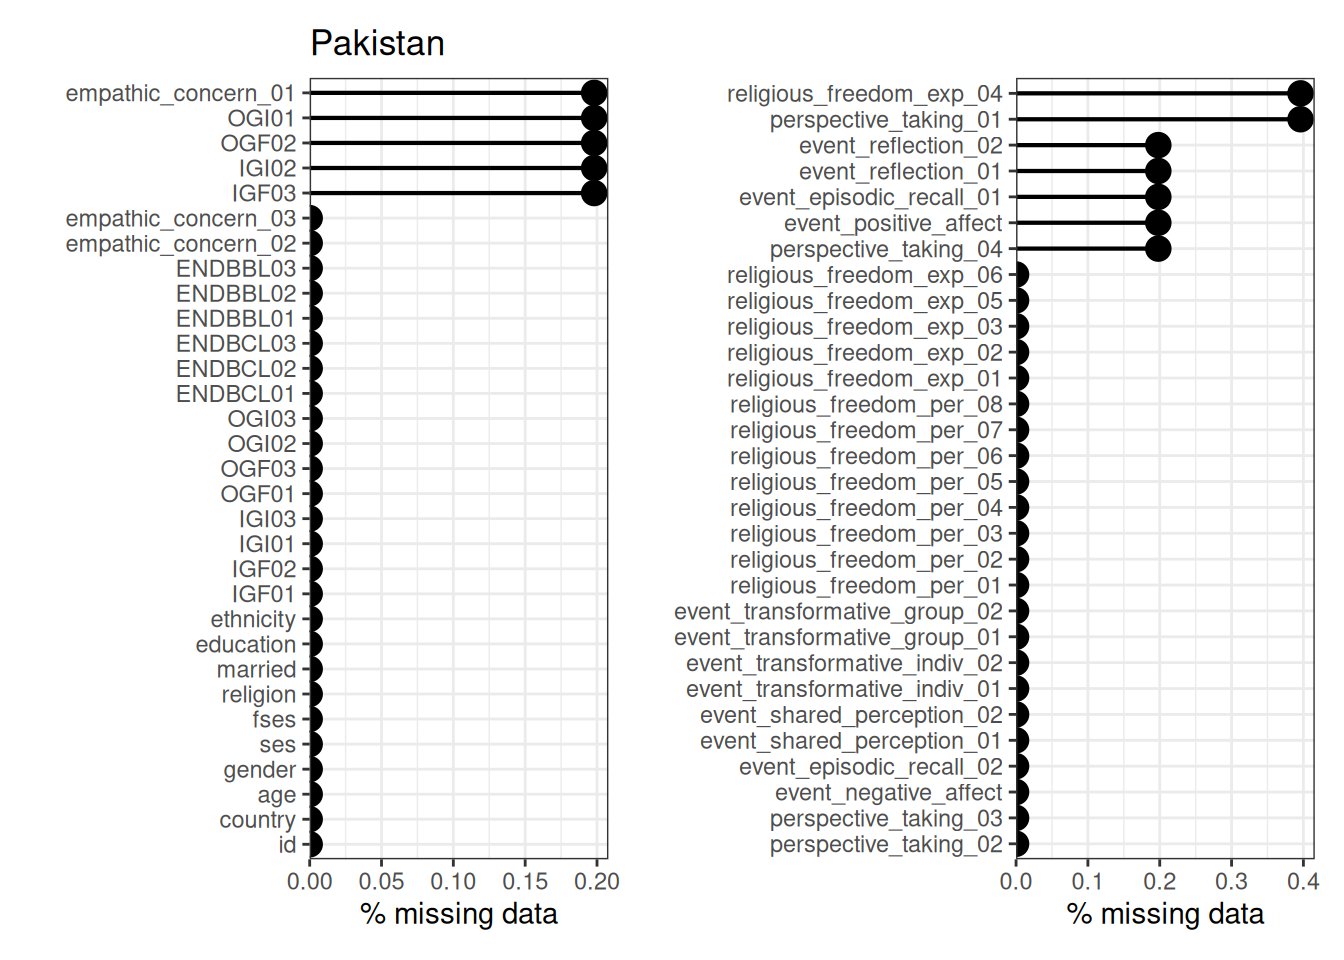 Pakistan
empathic_concern_01
OGI01
OGF02
IGI02
IGF03
empathic_concern_03
empathic_concern_02
ENDBBL03
ENDBBL02
ENDBBL01
ENDBCL03
ENDBCL02
ENDBCL01
OGI03
OGI02
OGF03
OGF01
IGI03
IGI01
IGF02
IGF01
ethnicity
education
married
religion
fses
ses
gender
age
country
id
0.00 0.05 0.10 0.15 0.20
% missing data
religious_freedom_exp_04
perspective_taking_01
event_reflection_02
event_reflection_01
event_episodic_recall_01
event_positive_affect
perspective_taking_04
religious_freedom_exp_06
religious_freedom_exp_05
religious_freedom_exp_03
religious_freedom_exp_02
religious_freedom_exp_01
religious_freedom_per_08
religious_freedom_per_07
religious_freedom_per_06
religious_freedom_per_05
religious_freedom_per_04
religious_freedom_per_03
religious_freedom_per_02
religious_freedom_per_01
event_transformative_group_02
event_transformative_group_01
event_transformative_indiv_02
event_transformative_indiv_01
event_shared_perception_02
event_shared_perception_01
event_episodic_recall_02
event_negative_affect
perspective_taking_03
perspective_taking_02
0.0 0.1 0.2 0.3 0.4
% missing data